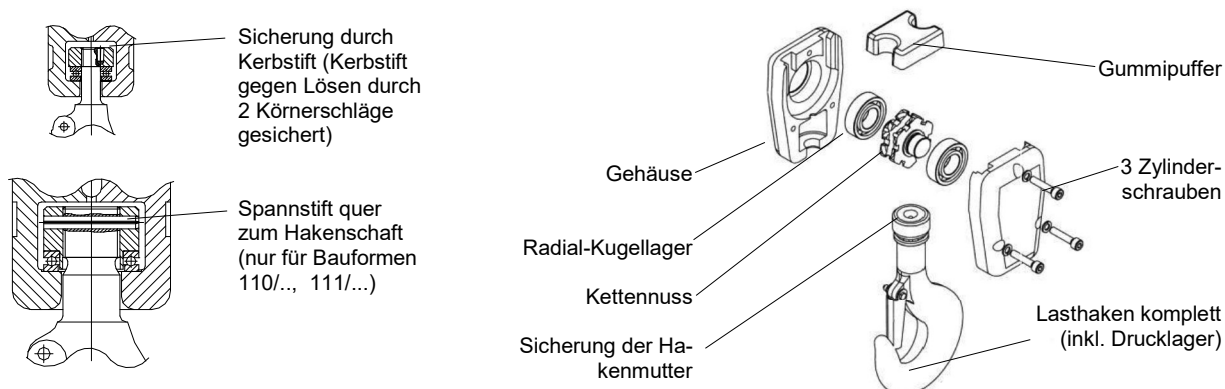 Sicherung durch
Kerbstift (Kerbstift
gegen Lösen durch
2 Körnerschläge
gesichert)
Spannstift quer
zum Hakenschaft
(nur für Bauformen
110/.., 111/...)
Gummipuffer
Gehäuse
3 Zylinder-
schrauben
Radial-Kugellager
Kettennuss
Lasthaken komplett
(inkl. Drucklager)
Sicherung der Ha-
kenmutter